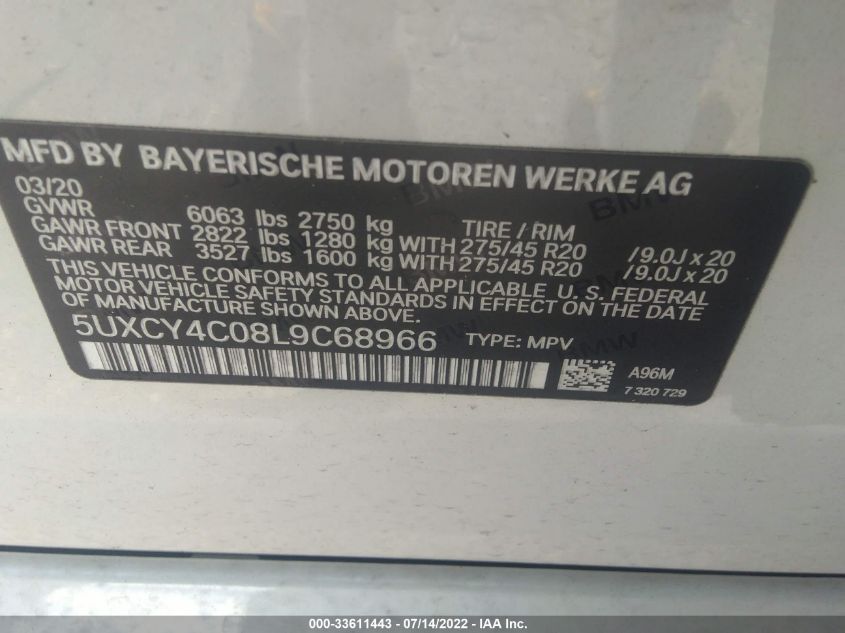 MFD BY BAYERISCHE MOTOREN WERKE AG
03/20
GVWR 6063 lbs 2750 kg TIRE / RIM
GAWR FRONT 2822 lbs 1280 kg WITH 275/45 R20 / 9.0J x 20
GAWR REAR 3527 lbs 1600 kg WITH 275/45 R20 / 9.0J x 20
THIS VEHICLE CONFORMS TO ALL APPLICABLE U. S. FEDERAL
MOTOR VEHICLE SAFETY STANDARDS IN EFFECT ON THE DATE
OF MANUFACTURE SHOWN ABOVE.
5UXCY4C08L9C68966 TYPE: MPV
A96M
7 320 729
000-33611443 - 07/14/2022 - IAA Inc.